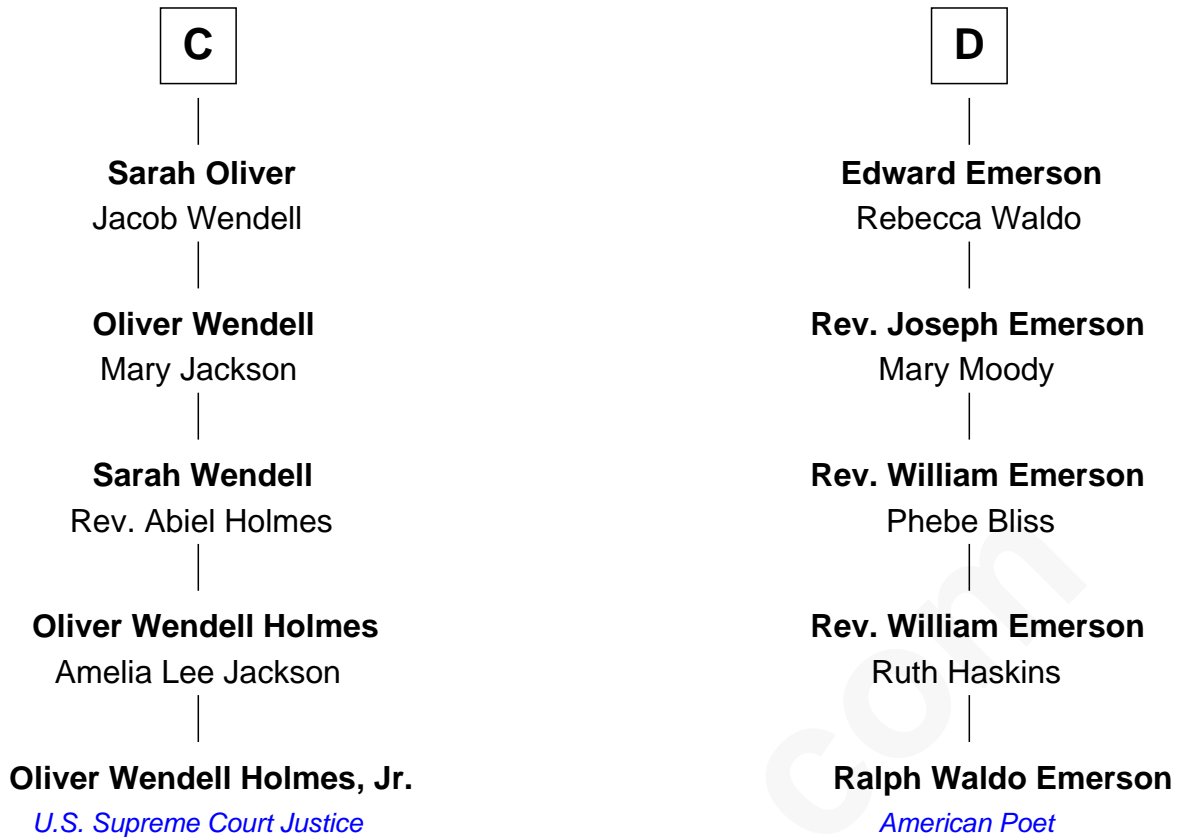 C
Sarah Oliver
Jacob Wendell
Oliver Wendell
Mary Jackson
Sarah Wendell
Rev. Abiel Holmes
Oliver Wendell Holmes
Amelia Lee Jackson
Oliver Wendell Holmes, Jr.
U.S. Supreme Court Justice
D
Edward Emerson
Rebecca Waldo
Rev. Joseph Emerson
Mary Moody
Rev. William Emerson
Phebe Bliss
Rev. William Emerson
Ruth Haskins
Ralph Waldo Emerson
American Poet
com